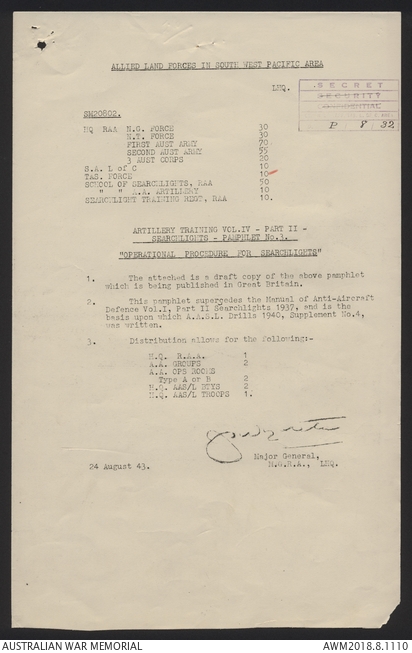 ALLIED LAND FORCES IN SOUTH WEST PACIFIC AREA
LHQ.
SECRET
SECURITY?
CONFIDENTIAL
P 8 32
SM20802.
HQ RAA N.G. FORCE 30
N.T. FORCE 30
FIRST AUST ARMY 70
SECOND AUST ARMY 55
3 AUST CORPS 20
S.A. L of C 10
TAS. FORCE 10
SCHOOL OF SEARCHLIGHTS, RAA 50
" " A.A. ARTILLERY 10
SEARCHLIGHT TRAINING REGT, RAA 10.
ARTILLERY TRAINING VOL.IV - PART II -
SEARCHLIGHTS - PAMPHLET No.3.
"OPERATIONAL PROCEDURE FOR SEARCHLIGHTS"
1. The attached is a draft copy of the above pamphlet
which is being published in Great Britain.
2. This pamphlet supercedes the Manual of Anti-Aircraft
Defence Vol.I, Part II Searchlights 1937, and is the
basis upon which A.A.S.L. Drills 1940, Supplement No.4,
was written.
3. Distribution allows for the following:-
H.Q. R.A.A. 1
A.A. GROUPS 2
A.A. OPS ROOMS
Type A or B 2
H.Q. AAS/L BTYS 2
H.Q. AAS/L TROOPS 1.
Major General,
24 August 43. M.G.R.A., LHQ.
AUSTRALIAN WAR MEMORIAL AWM2018.8.1110